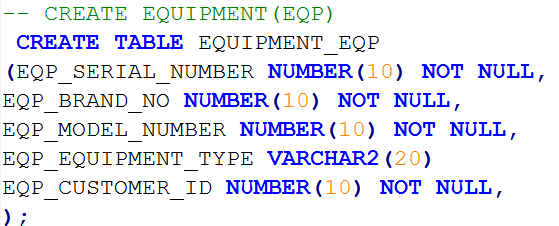 -- CREATE EQUIPMENT(EQP)
CREATE TABLE EQUIPMENT_EQP
(EQP_SERIAL_NUMBER NUMBER(10) NOT NULL,
EQP_BRAND_NO NUMBER(10) NOT NULL,
EQP_MODEL_NUMBER NUMBER(10) NOT NULL,
EQP_EQUIPMENT_TYPE VARCHAR2(20)
EQP_CUSTOMER_ID NUMBER(10) NOT NULL,
);